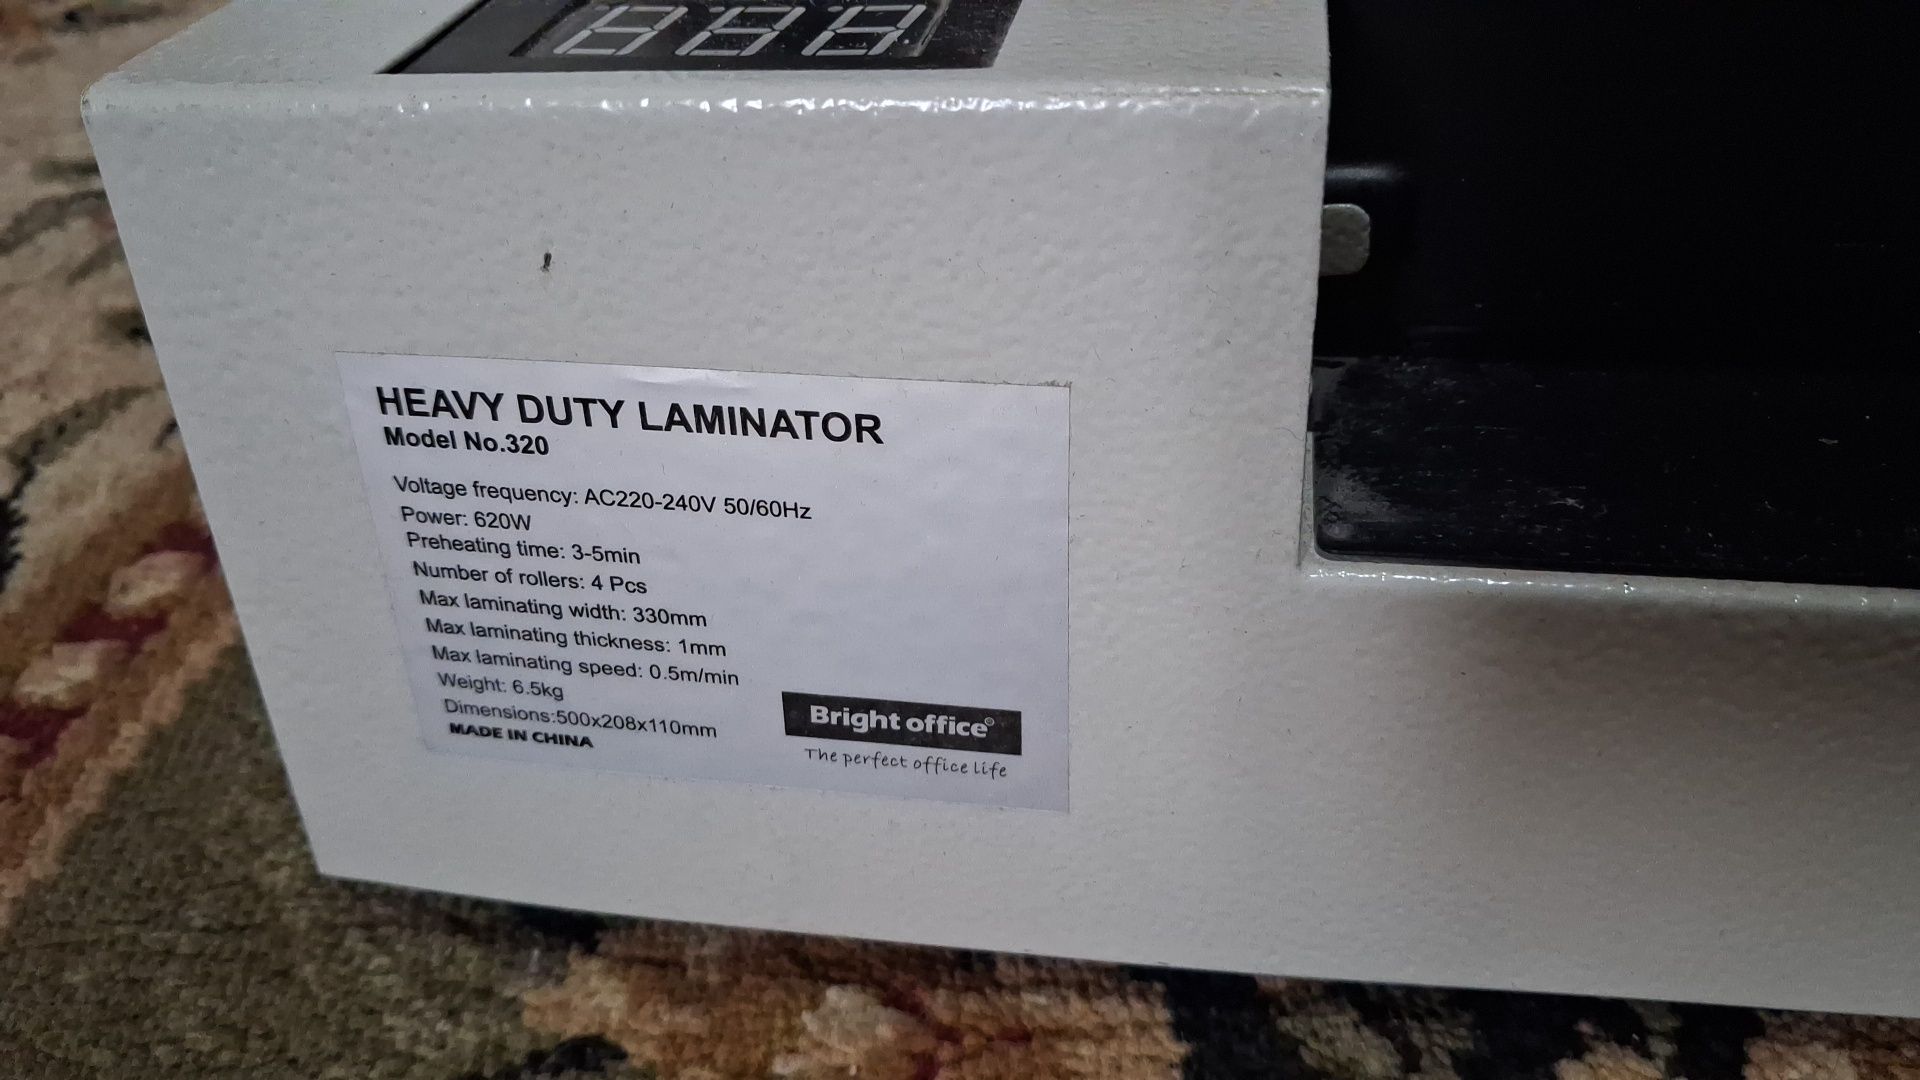 888
HEAVY DUTY LAMINATOR
Model No.320
Voltage frequency: AC220-240V 50/60Hz
Power: 620W
Preheating time: 3-5min
Number of rollers: 4 Pcs
Max laminating width: 330mm
Max laminating thickness: 1mm
Max laminating speed: 0.5m/min
Weight: 6.5kg
Dimensions:500x208x110mm
MADE IN CHINA
Bright office®
The perfect office life